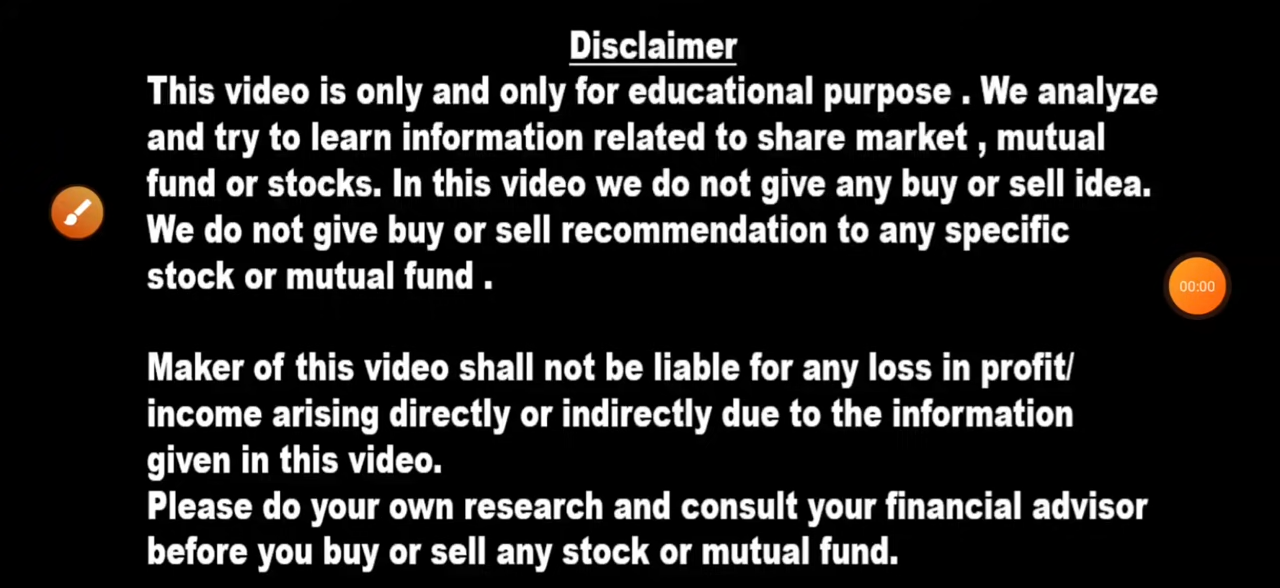 Disclaimer
This video is only and only for educational purpose . We analyze
and try to learn information related to share market , mutual
fund or stocks. In this video we do not give any buy or sell idea.
We do not give buy or sell recommendation to any specific
stock or mutual fund .
00:00
Maker of this video shall not be liable for any loss in profit/
income arising directly or indirectly due to the information
given in this video.
Please do your own research and consult your financial advisor
before you buy or sell any stock or mutual fund.